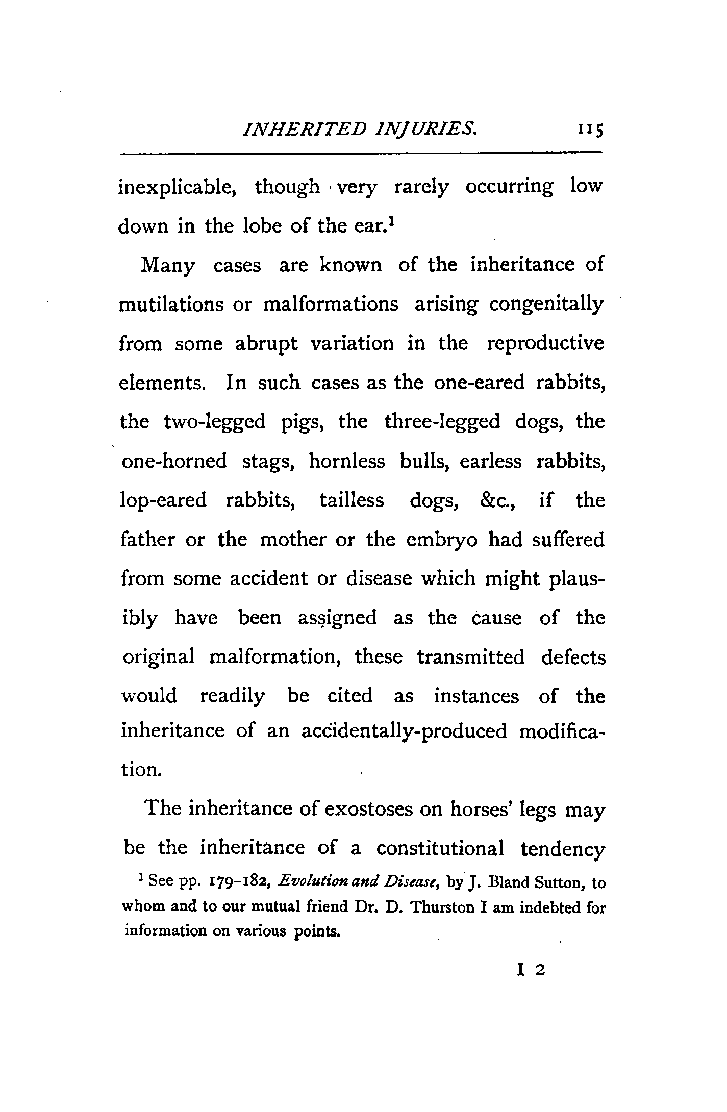 INHERITED INJURIES. 115
inexplicable, though very rarely occurring low
down in the lobe of the ear.¹
Many cases are known of the inheritance of
mutilations or malformations arising congenitally
from some abrupt variation in the reproductive
elements. In such cases as the one-eared rabbits,
the two-legged pigs, the three-legged dogs, the
one-horned stags, hornless bulls, earless rabbits,
lop-eared rabbits, tailless dogs, &c., if the
father or the mother or the embryo had suffered
from some accident or disease which might plaus-
ibly have been assigned as the cause of the
original malformation, these transmitted defects
would readily be cited as instances of the
inheritance of an accidentally-produced modifica-
tion.
The inheritance of exostoses on horses' legs may
be the inheritance of a constitutional tendency
¹ See pp. 179-182, Evolution and Disease, by J. Bland Sutton, to
whom and to our mutual friend Dr. D. Thurston I am indebted for
information on various points.
I 2